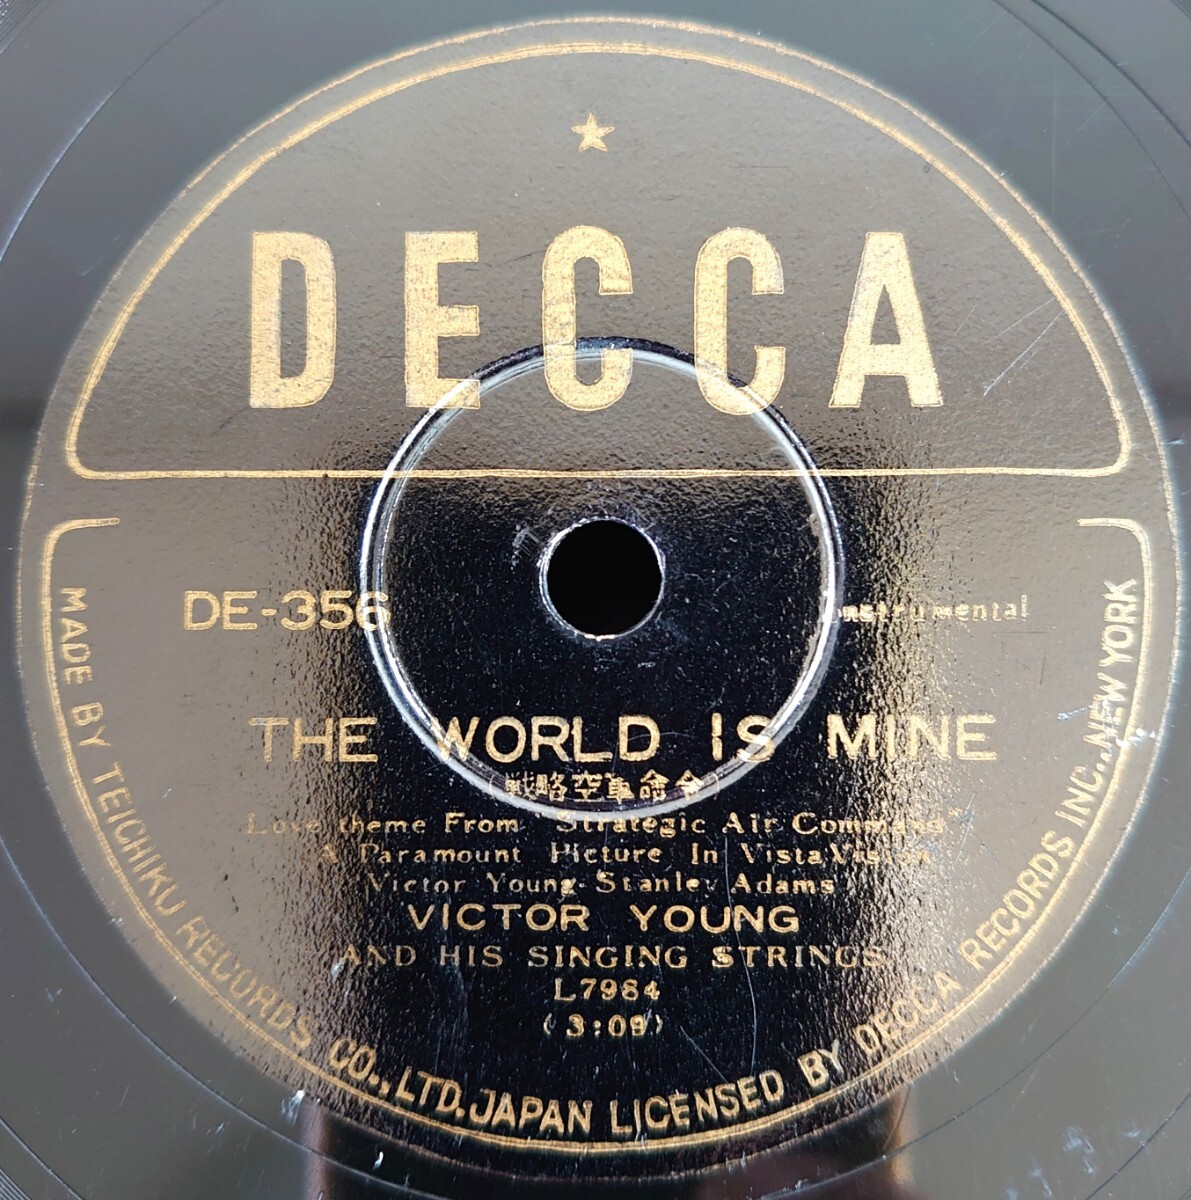 DECCA
DE-356
Instrumental
THE WORLD IS MINE
(戦略空軍命令)
Love theme From "Strategic Air Command"
A Paramount Picture In VistaVision
Victor Young-Stanley Adams
VICTOR YOUNG
AND HIS SINGING STRINGS
L7984
(3:09)
MADE BY TEICHIKU RECORDS CO.,LTD.JAPAN LICENSED BY DECCA RECORDS INC.,NEW YORK